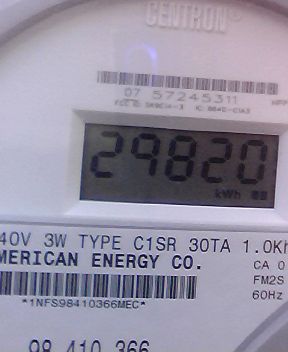 CENTRON®
07 57245311
29820
kWh
40V 3W TYPE C1SR 30TA 1.0Kh
MERICAN ENERGY CO.
CA 0
FM2S
60Hz
*1NFS98410366MEC*
98 410 366